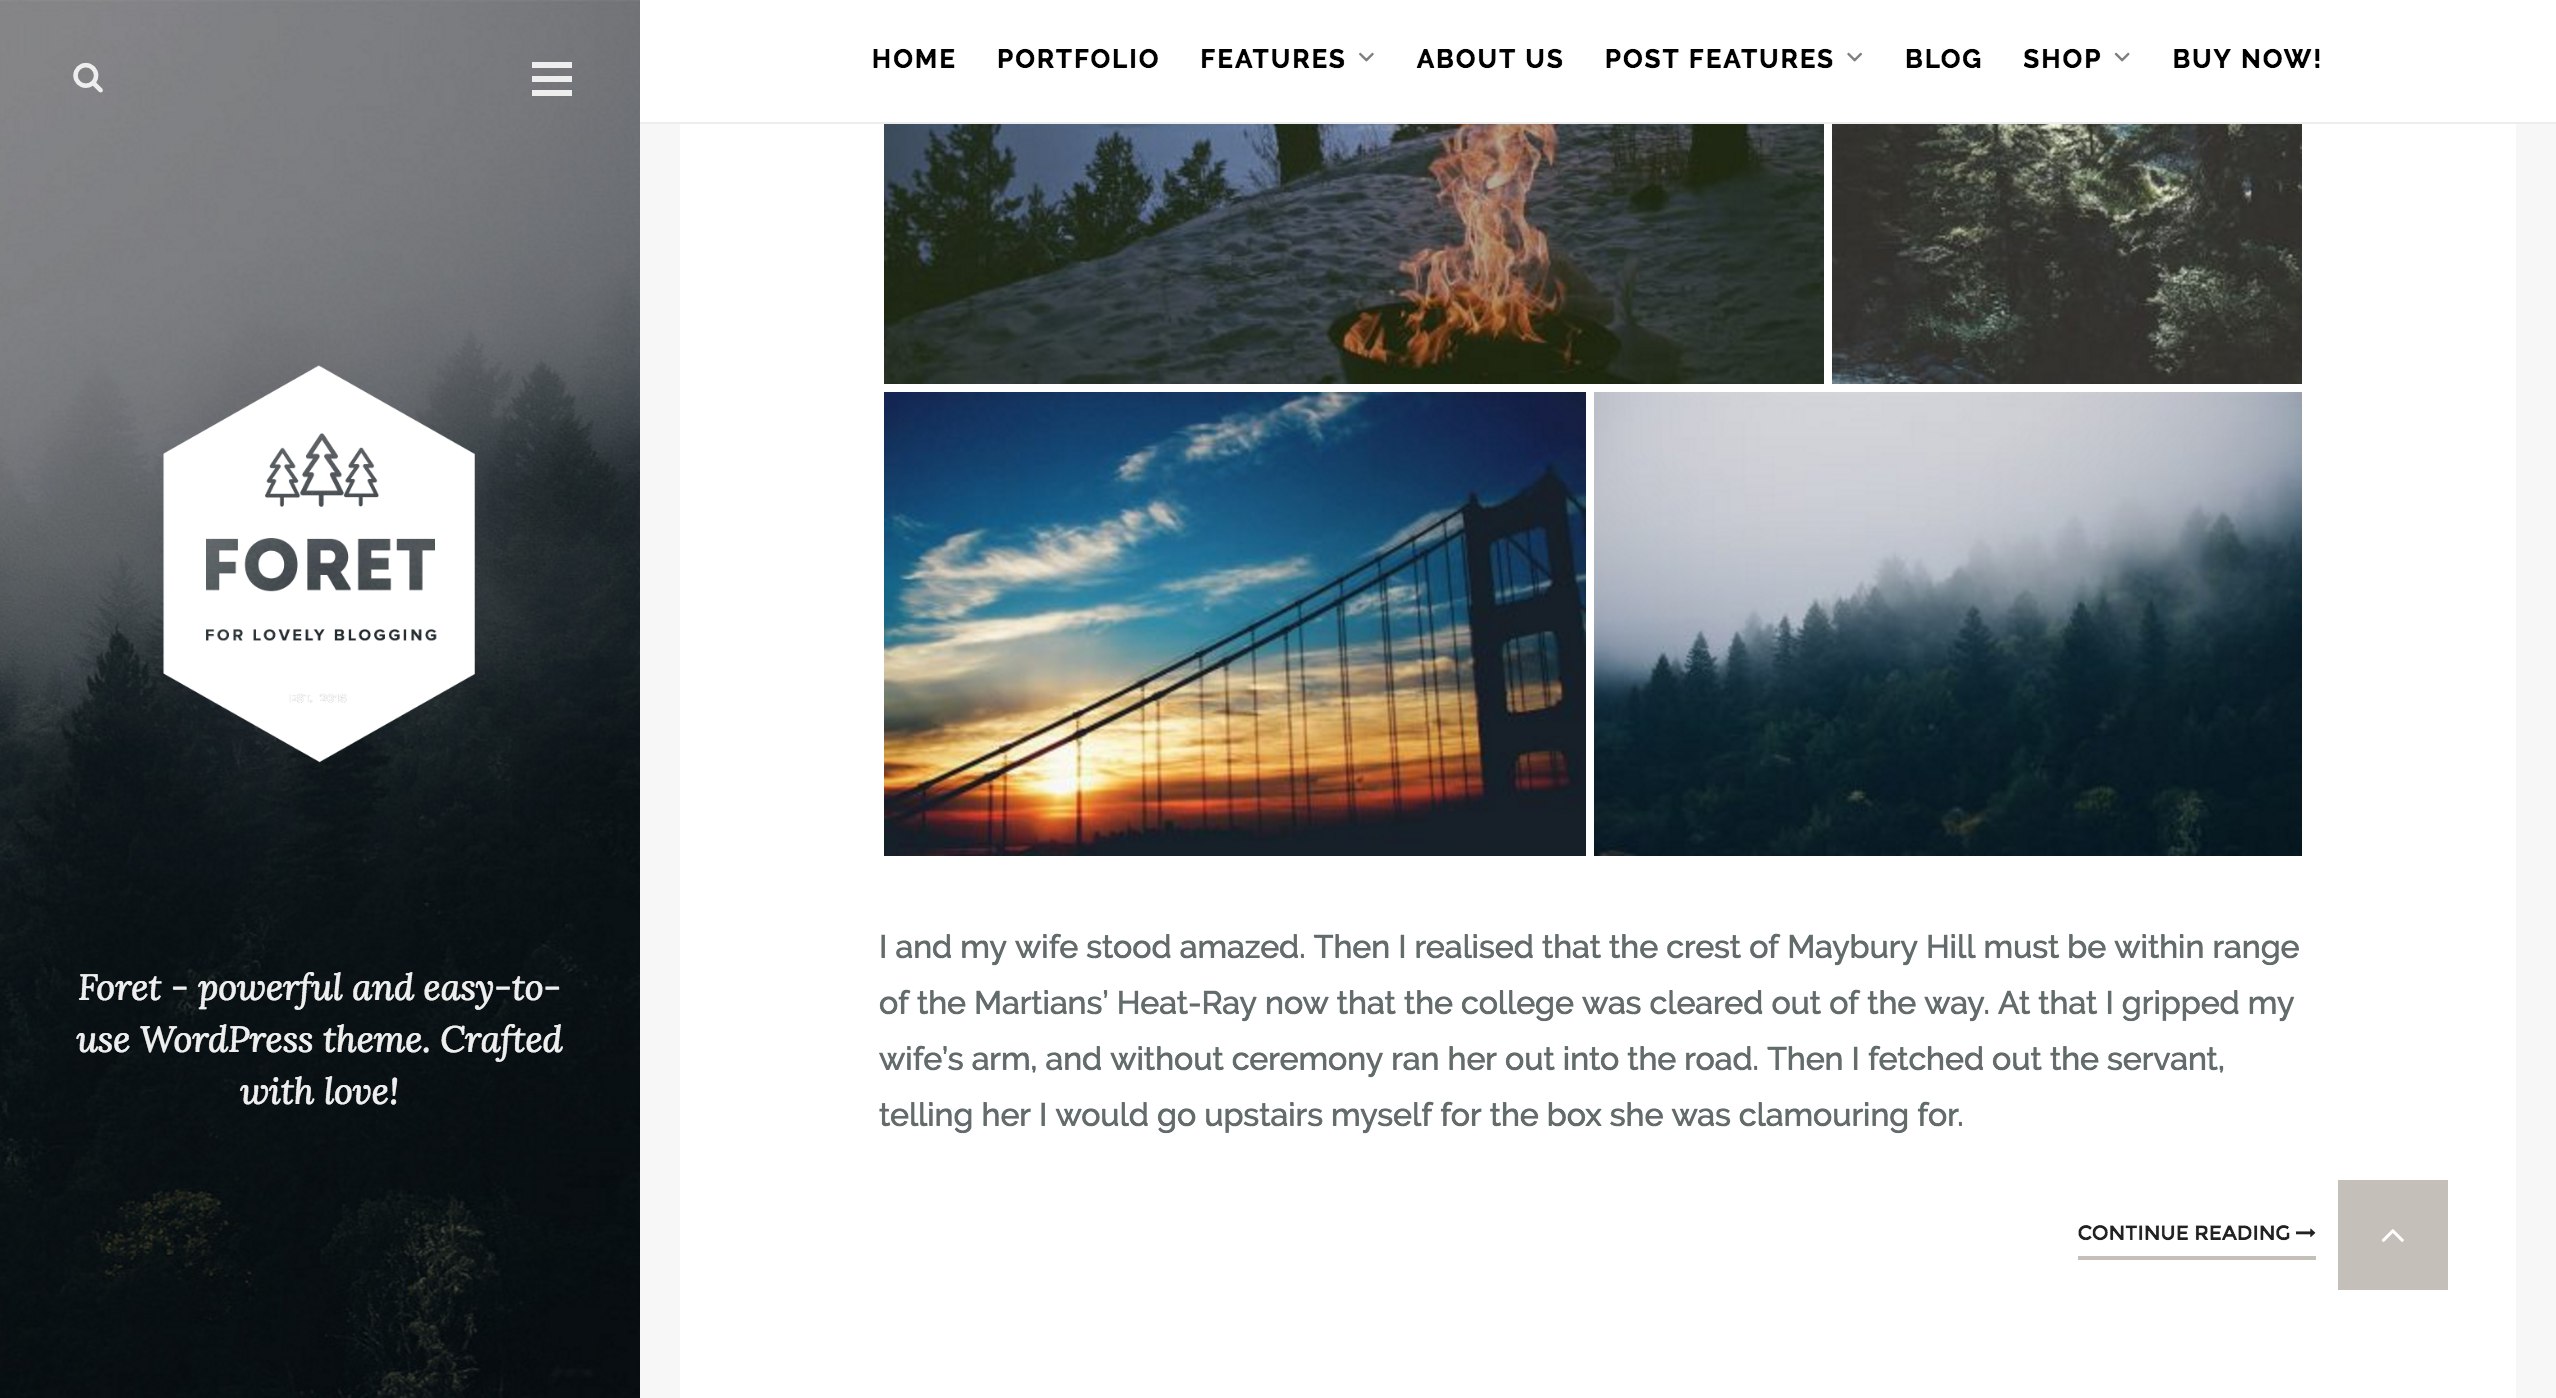 HOME PORTFOLIO FEATURES ABOUT US POST FEATURES BLOG SHOP BUY NOW!
FORET
FOR LOVELY BLOGGING
Foret - powerful and easy-to-
use WordPress theme. Crafted
with love!
I and my wife stood amazed. Then I realised that the crest of Maybury Hill must be within range
of the Martians’ Heat-Ray now that the college was cleared out of the way. At that I gripped my
wife’s arm, and without ceremony ran her out into the road. Then I fetched out the servant,
telling her I would go upstairs myself for the box she was clamouring for.
CONTINUE READING →